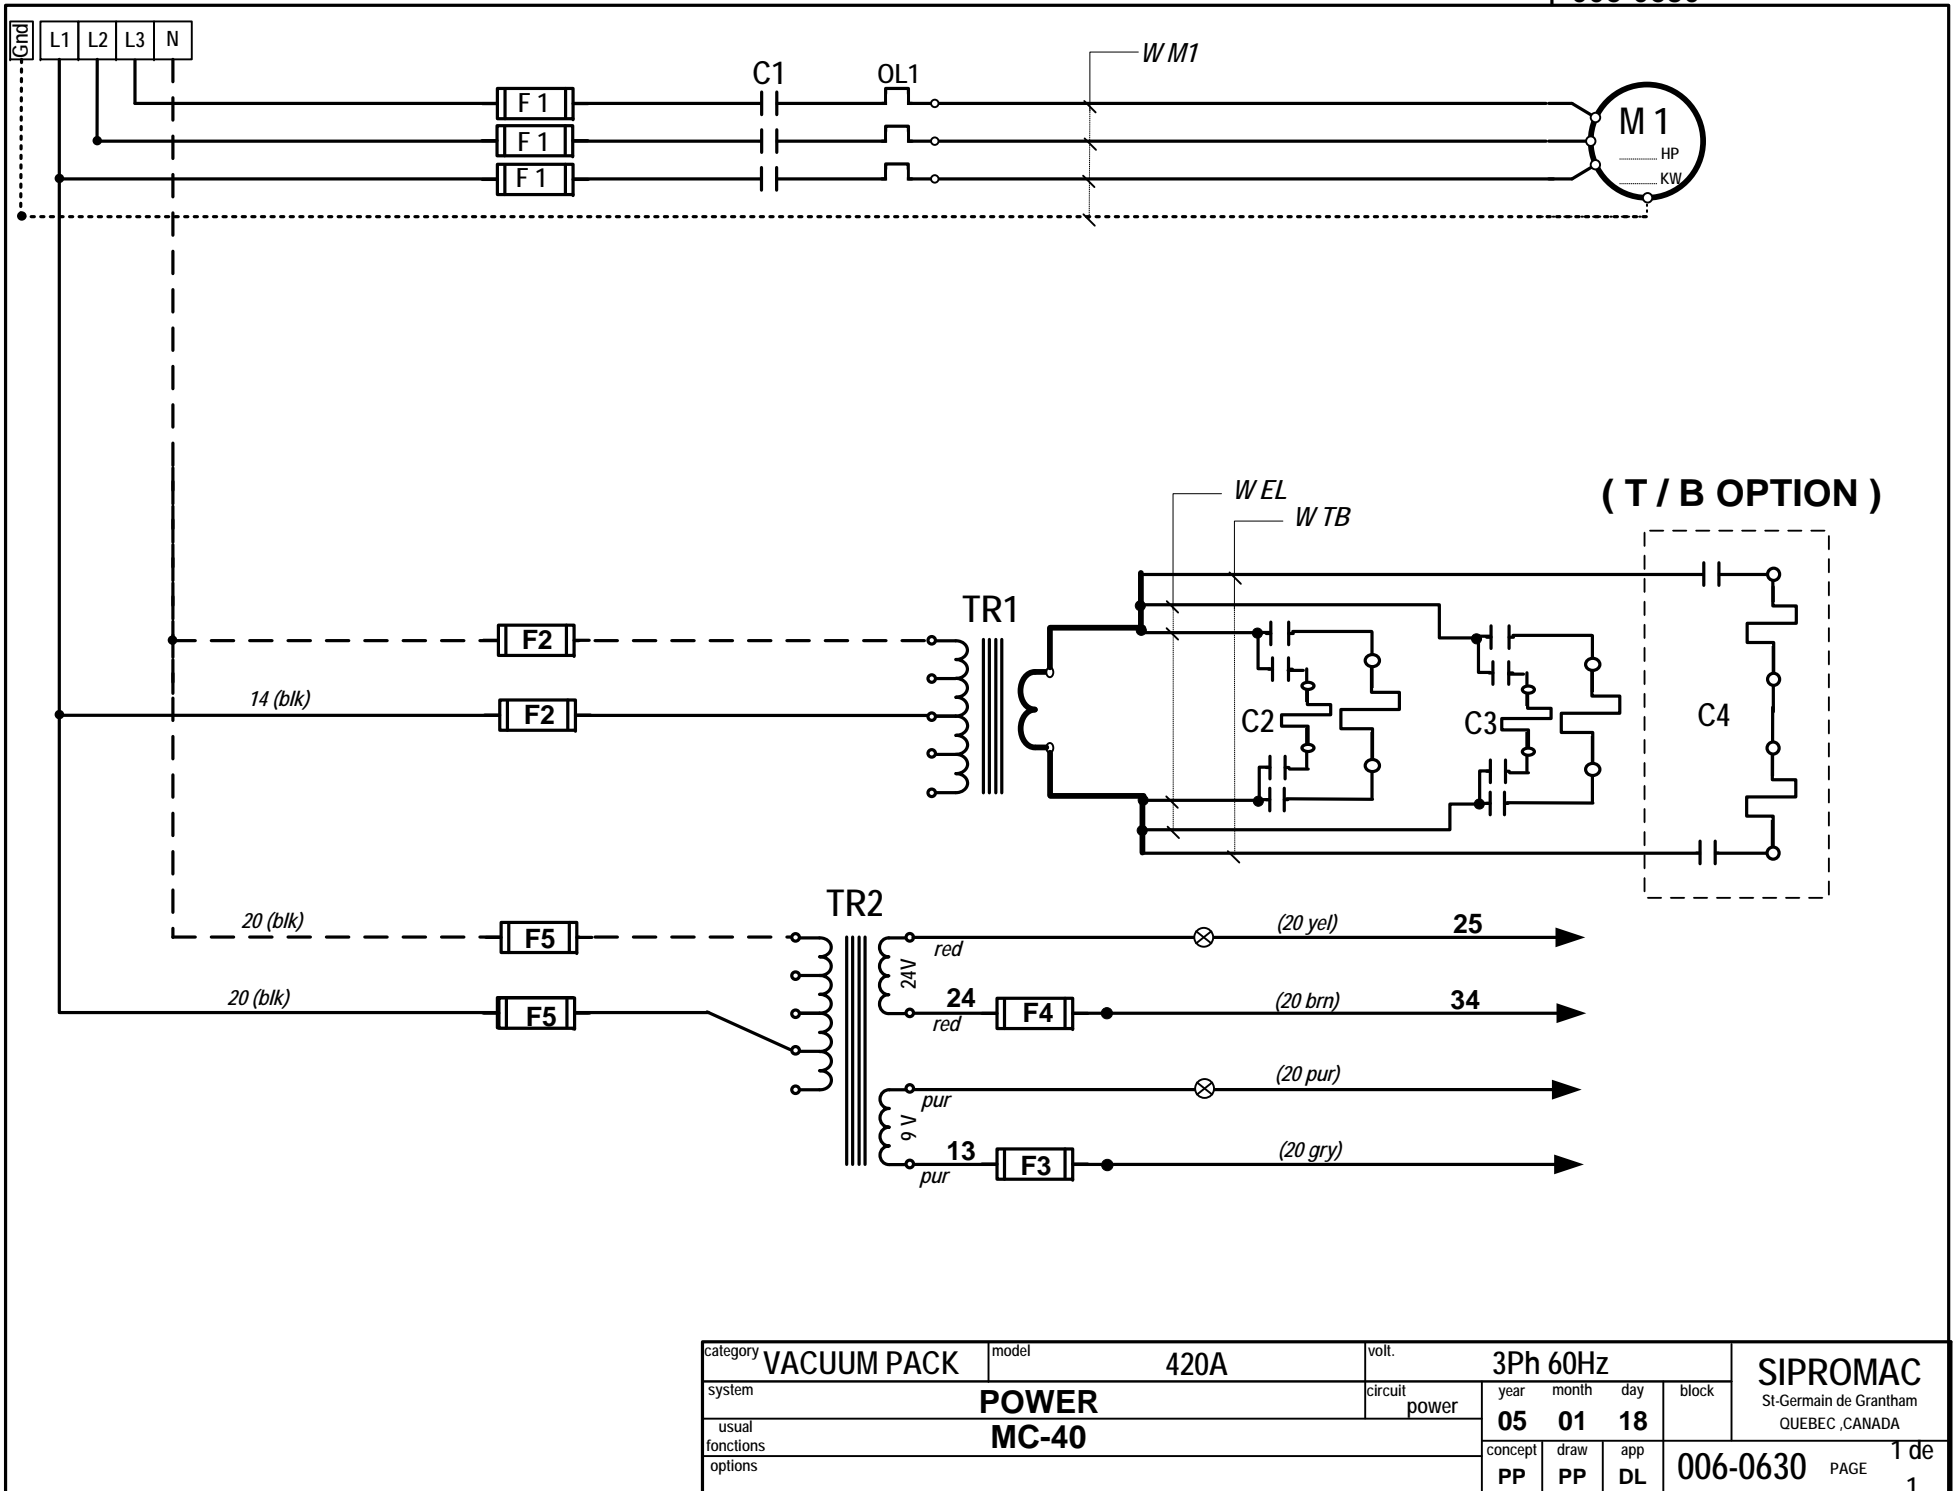 Gnd L1 L2 L3 N
W M1
C1 OL1
F 1
F 1
F 1
M 1
HP
KW
( T / B OPTION )
W EL
W TB
TR1
F2
14 (blk)
F2
C2 C3 C4
TR2
20 (blk)
F5
20 (blk)
F5
24V
red
(20 yel) 25
24
red
F4
(20 brn) 34
9 V
pur
(20 pur)
13
pur
F3
(20 gry)
category VACUUM PACK model 420A volt. 3Ph 60Hz
SIPROMAC
St-Germain de Grantham
QUEBEC ,CANADA
system POWER circuit power
year month day block
05 01 18
usual fonctions MC-40
options
concept draw app
PP PP DL
006-0630 PAGE 1 de 1